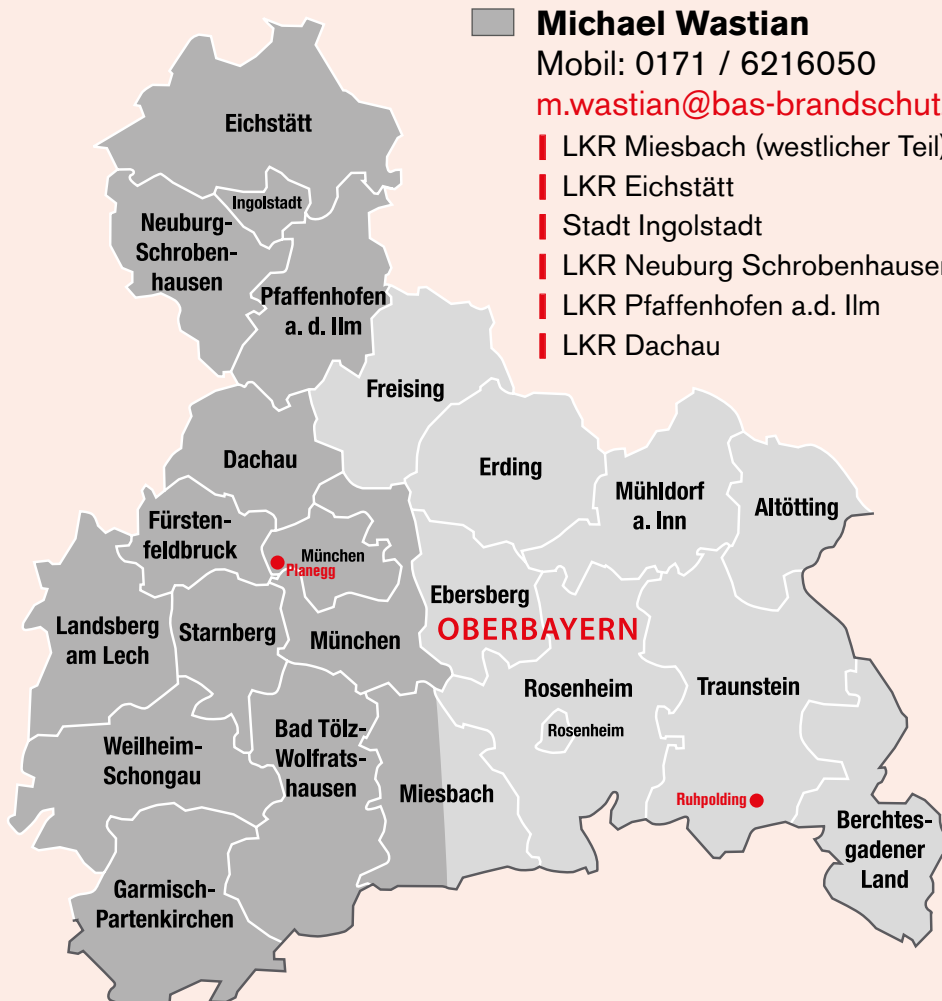 Michael Wastian
Mobil: 0171 / 6216050
m.wastian@bas-brandschut
LKR Miesbach (westlicher Teil)
LKR Eichstätt
Stadt Ingolstadt
LKR Neuburg Schrobenhausen
LKR Pfaffenhofen a.d. Ilm
LKR Dachau
Eichstätt
Ingolstadt
Neuburg-
Schroben-
hausen
Pfaffenhofen
a. d. Ilm
Freising
Dachau
Erding
Mühldorf
a. Inn
Altötting
Fürsten-
feldbruck
München
Planegg
Ebersberg
OBERBAYERN
Landsberg
am Lech
Starnberg
München
Rosenheim
Rosenheim
Traunstein
Weilheim-
Schongau
Bad Tölz-
Wolfrats-
hausen
Miesbach
Ruhpolding
Berchtes-
gadener
Land
Garmisch-
Partenkirchen